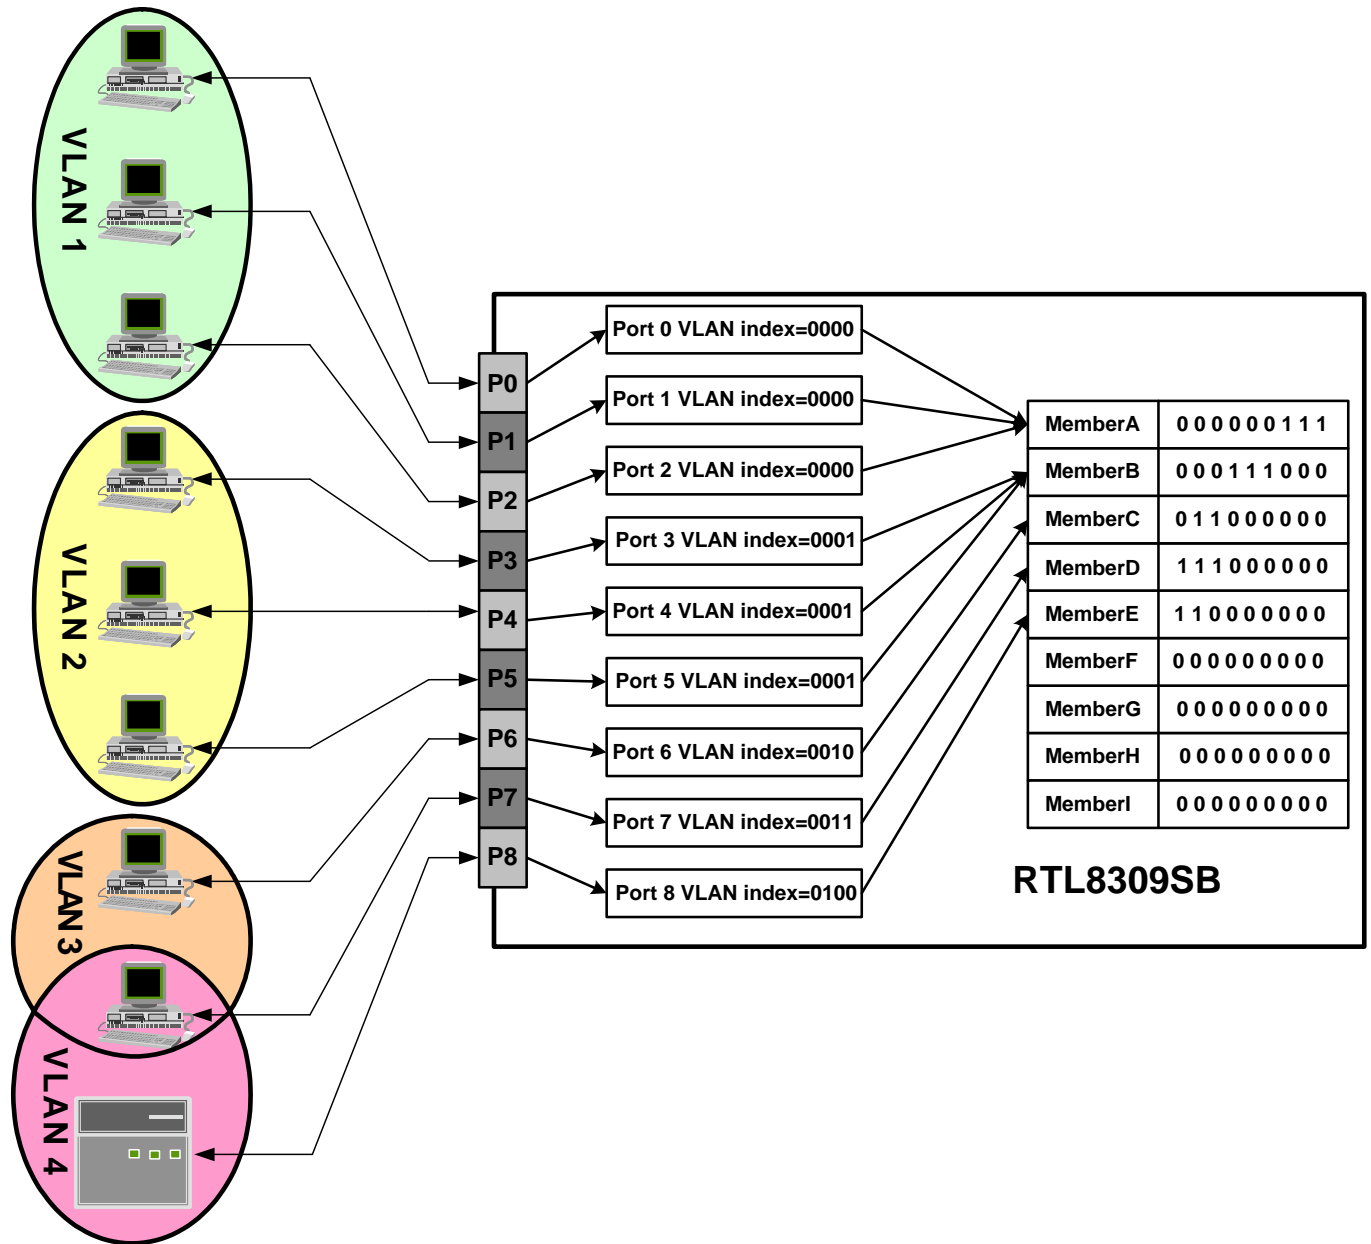 VLAN 1
VLAN 2
VLAN 3
VLAN 4
P0
P1
P2
P3
P4
P5
P6
P7
P8
Port 0 VLAN index=0000
Port 1 VLAN index=0000
Port 2 VLAN index=0000
Port 3 VLAN index=0001
Port 4 VLAN index=0001
Port 5 VLAN index=0001
Port 6 VLAN index=0010
Port 7 VLAN index=0011
Port 8 VLAN index=0100
MemberA 0 0 0 0 0 0 1 1 1
MemberB 0 0 0 1 1 1 0 0 0
MemberC 0 1 1 0 0 0 0 0 0
MemberD 1 1 1 0 0 0 0 0 0
MemberE 1 1 0 0 0 0 0 0 0
MemberF 0 0 0 0 0 0 0 0 0
MemberG 0 0 0 0 0 0 0 0 0
MemberH 0 0 0 0 0 0 0 0 0
MemberI 0 0 0 0 0 0 0 0 0
RTL8309SB